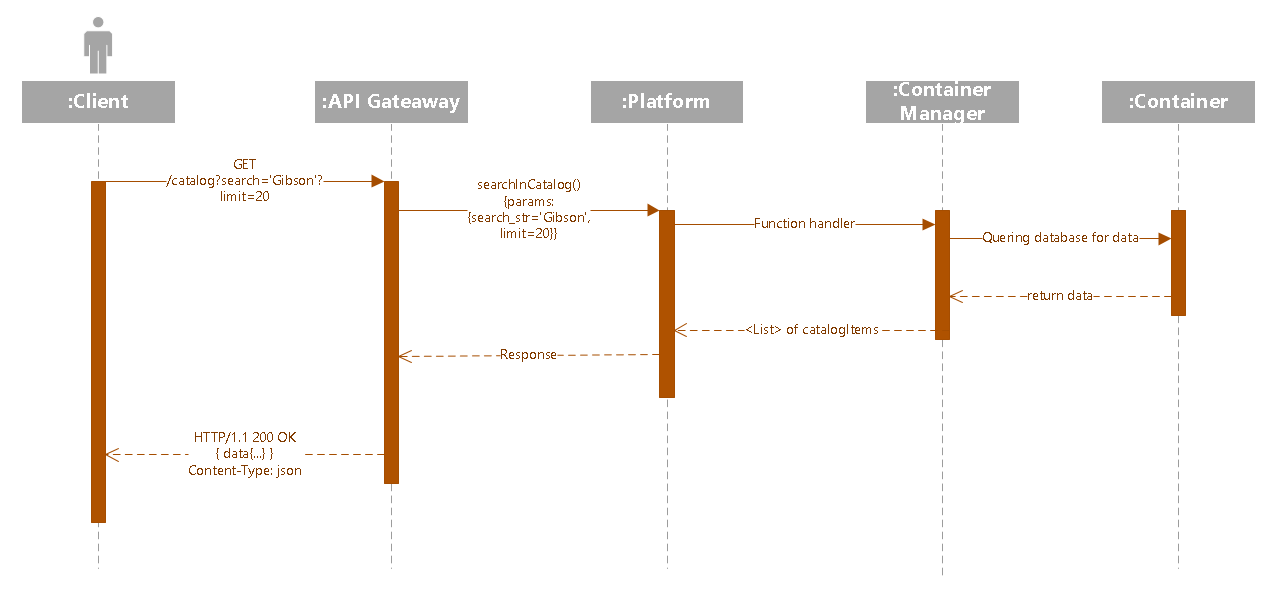 :Client
:API Gateaway
:Platform
:Container
Manager
:Container
GET
/catalog?search='Gibson'?
limit=20
searchInCatalog()
{params:
{search_str='Gibson',
limit=20}}
Function handler
Quering database for data
return data
<List> of catalogItems
Response
HTTP/1.1 200 OK
{ data{...} }
Content-Type: json